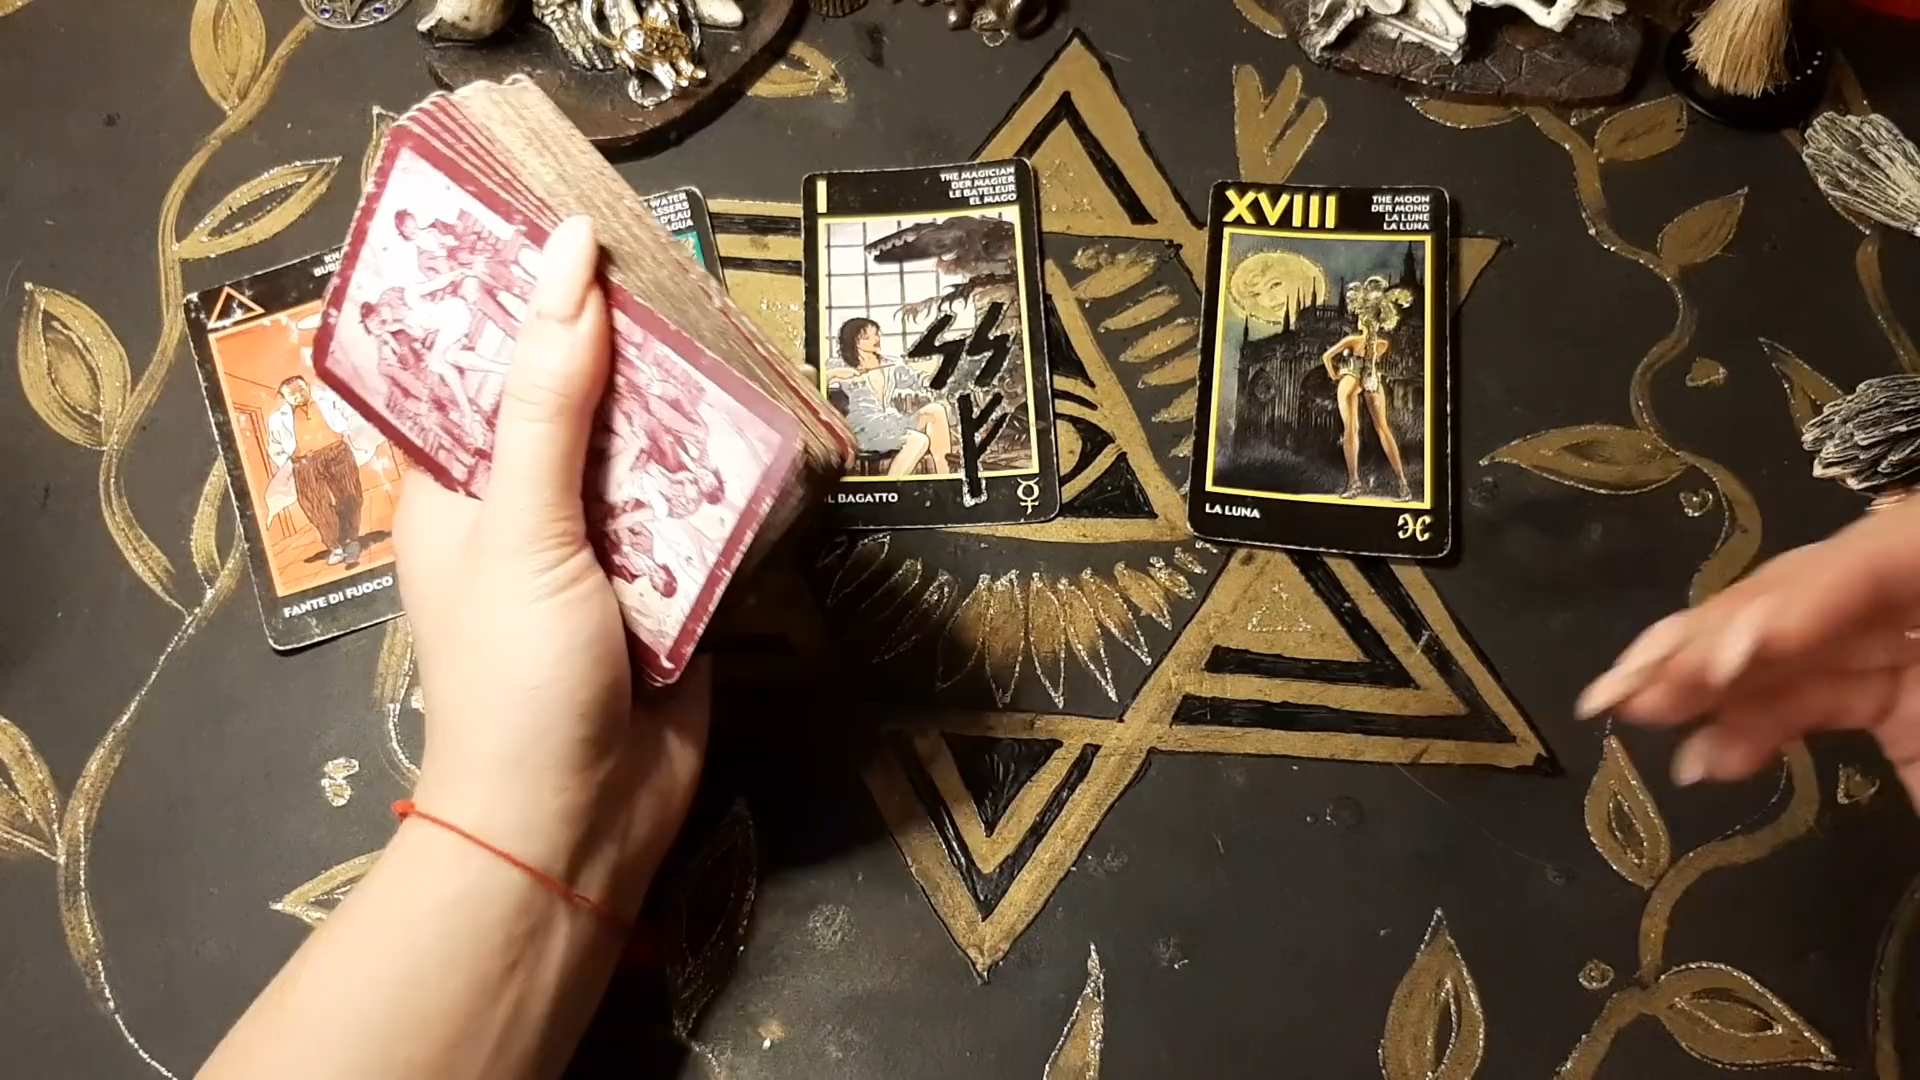 WATER
D'EAU
AGUA
FANTE DI FUOCO
I
THE MAGICIAN
DER MAGIER
LE BATELEUR
EL MAGO
IL BAGATTO
XVIII
THE MOON
DER MOND
LA LUNE
LA LUNA
LA LUNA